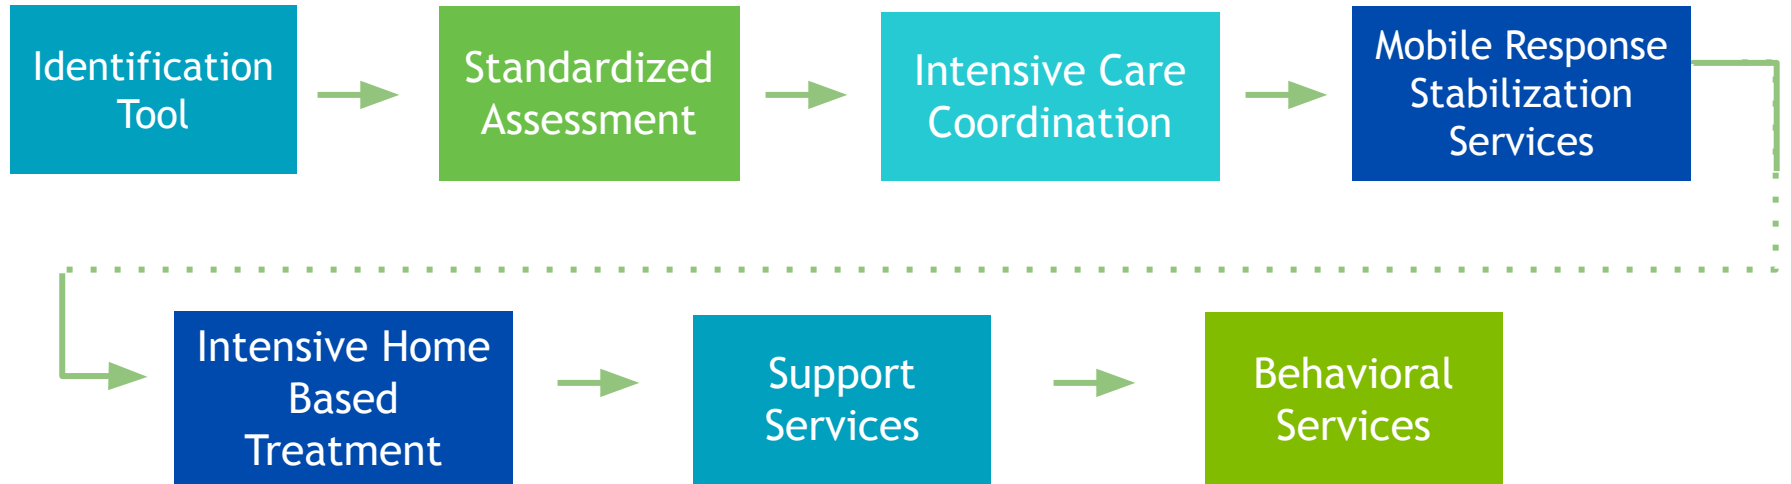 Identification
Tool
Standardized
Assessment
Intensive Care
Coordination
Mobile Response
Stabilization
Services
Intensive Home
Based
Treatment
Support
Services
Behavioral
Services